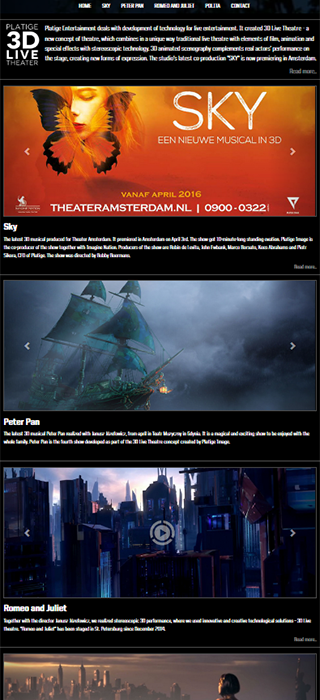 HOME SKY PETER PAN ROMEO AND JULIET POLITA CONTACT
PLATIGE
3D
LIVE
THEATER
Platige Entertainment deals with development of technology for live entertainment. It created 3D Live Theatre - a
new concept of theatre, which combines in a unique way traditional live theatre with elements of film, animation and
special effects with stereoscopic technology. 3D animated scenography complements real actors' performance on
the stage, creating new forms of expression. The studio's latest co-production "SKY" is now premiering in Amsterdam.
Read more..
SKY
EEN NIEUWE MUSICAL IN 3D
VANAF APRIL 2016
THEATERAMSTERDAM.NL | 0900-0322
Sky
The latest 3D musical produced for Theater Amsterdam. It premiered in Amsterdam on April 3rd. The show got 10-minute-long standing ovation. Platige Image is
the co-producer of the show together with Imagine Nation. Producers of the show are Robin de Levita, John Ewbank, Marco Borsato, Kees Abrahams and Piotr
Sikora, CEO of Platige. The show was directed by Bobby Boermans.
Read more..
Peter Pan
The latest 3D musical Peter Pan realized with Janusz Józefowicz, from april in Teatr Muzyczny in Gdynia. It is a magical and exciting show to be enjoyed with the
whole family. Peter Pan is the fourth show developed as part of the 3D Live Theatre concept created by Platige Image.
Romeo and Juliet
Together with the director Janusz Józefowicz, we realized stereoscopic 3D performance, where we used innovative and creative technological solutions - 3D Live
Theatre. "Romeo and Juliet" has been staged in St. Petersburg since December 2014.
Read more..